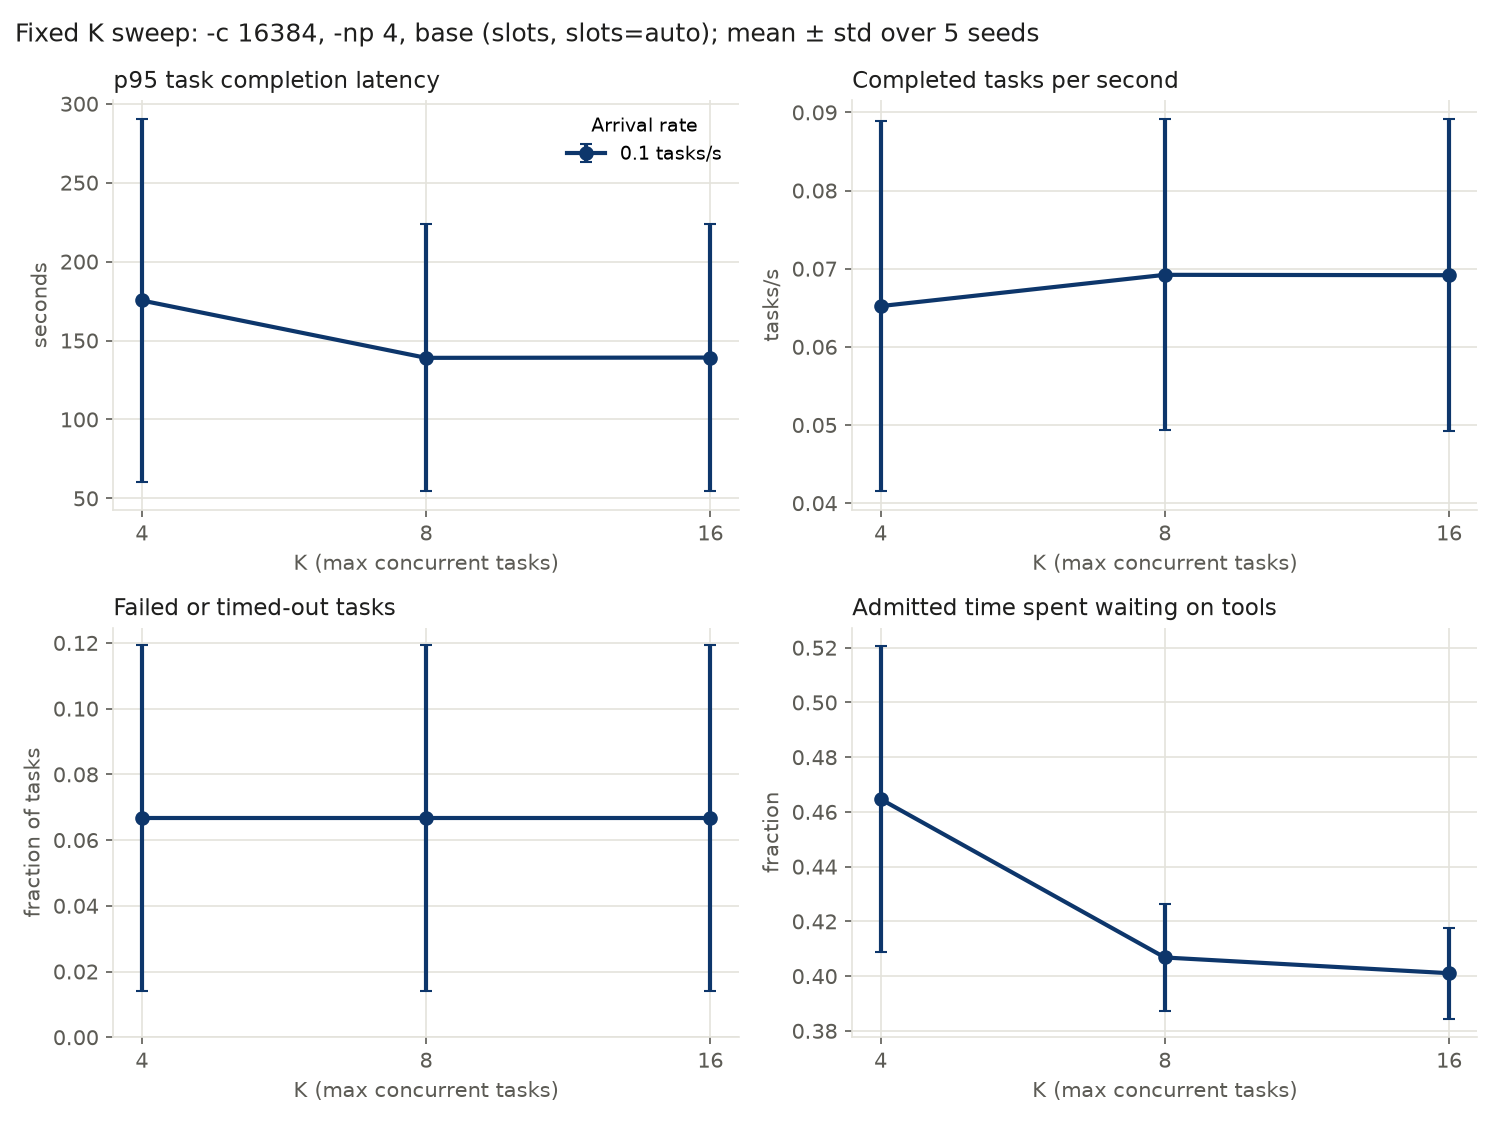 Fixed K sweep: -c 16384, -np 4, base (slots, slots=auto); mean ± std over 5 seeds
p95 task completion latency
300
250
200
150
100
50
seconds
4
8
16
K (max concurrent tasks)
Arrival rate
0.1 tasks/s
Completed tasks per second
0.09
0.08
0.07
0.06
0.05
0.04
tasks/s
4
8
16
K (max concurrent tasks)
Failed or timed-out tasks
0.12
0.10
0.08
0.06
0.04
0.02
0.00
fraction of tasks
4
8
16
K (max concurrent tasks)
Admitted time spent waiting on tools
0.52
0.50
0.48
0.46
0.44
0.42
0.40
0.38
fraction
4
8
16
K (max concurrent tasks)